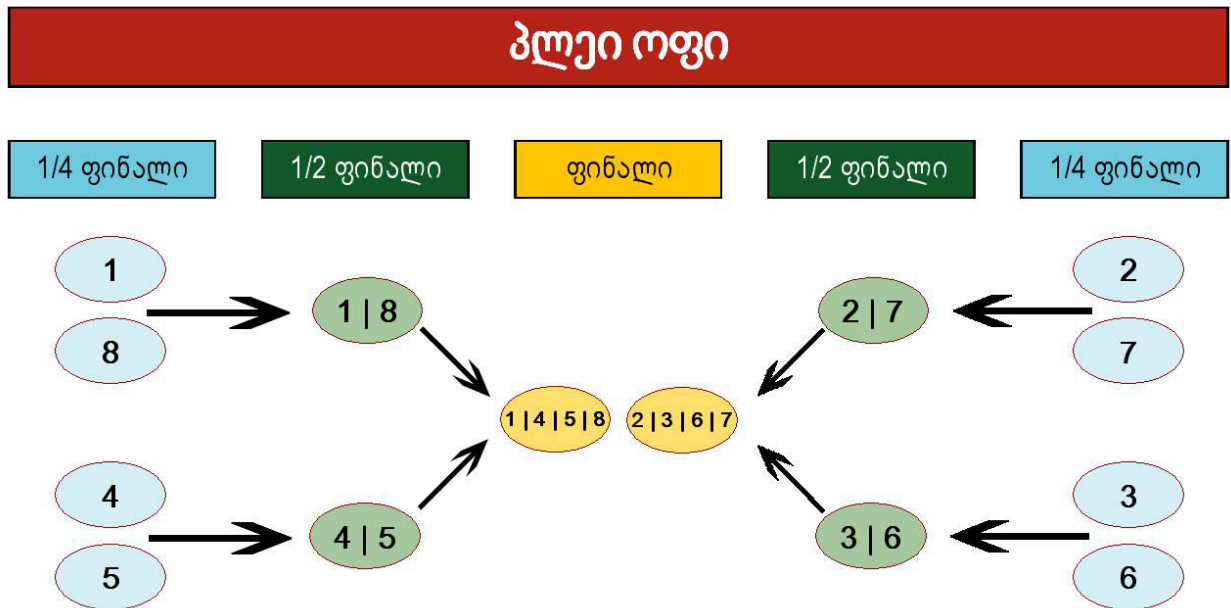 პლეი ოფი
1/4 ფინალი
1/2 ფინალი
ფინალი
1/2 ფინალი
1/4 ფინალი
1
8
1 | 8
2 | 7
2
7
1 | 4 | 5 | 8
2 | 3 | 6 | 7
4
5
4 | 5
3 | 6
3
6